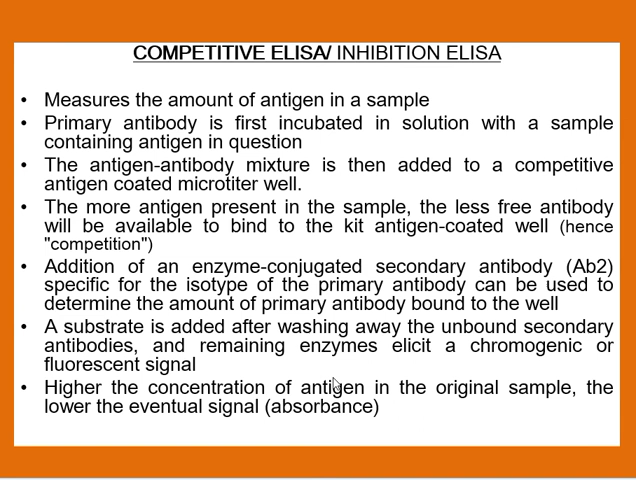 COMPETITIVE ELISA/ INHIBITION ELISA
• Measures the amount of antigen in a sample
• Primary antibody is first incubated in solution with a sample
containing antigen in question
• The antigen-antibody mixture is then added to a competitive
antigen coated microtiter well.
• The more antigen present in the sample, the less free antibody
will be available to bind to the kit antigen-coated well (hence
"competition")
• Addition of an enzyme-conjugated secondary antibody (Ab2)
specific for the isotype of the primary antibody can be used to
determine the amount of primary antibody bound to the well
• A substrate is added after washing away the unbound secondary
antibodies, and remaining enzymes elicit a chromogenic or
fluorescent signal
• Higher the concentration of antigen in the original sample, the
lower the eventual signal (absorbance)